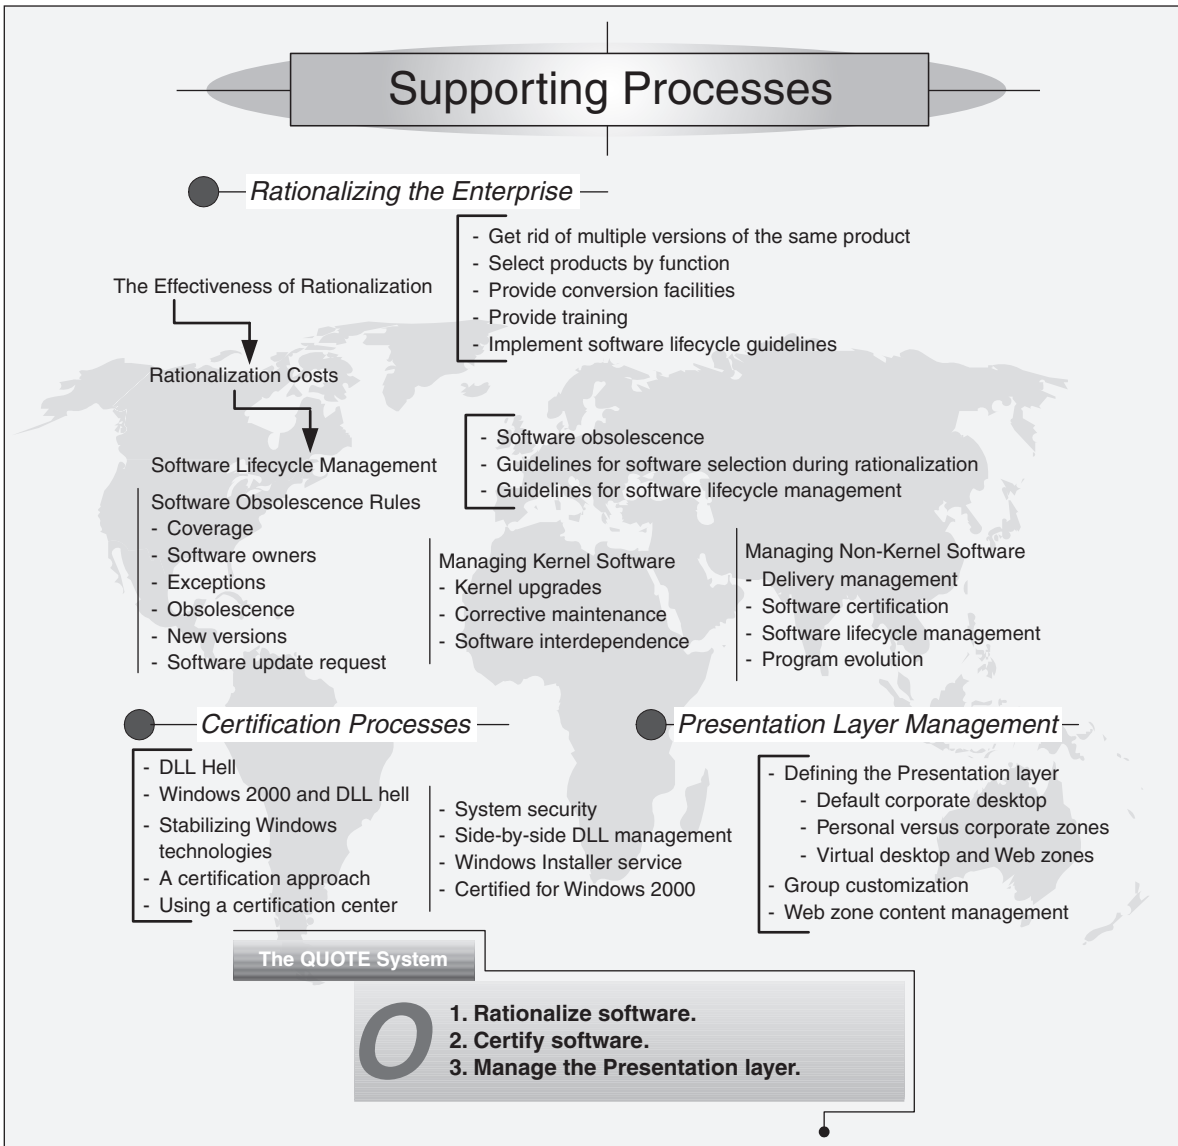 Supporting Processes
Rationalizing the Enterprise
- Get rid of multiple versions of the same product
- Select products by function
- Provide conversion facilities
- Provide training
- Implement software lifecycle guidelines
The Effectiveness of Rationalization
Rationalization Costs
Software Lifecycle Management
- Software obsolescence
- Guidelines for software selection during rationalization
- Guidelines for software lifecycle management
Software Obsolescence Rules
- Coverage
- Software owners
- Exceptions
- Obsolescence
- New versions
- Software update request
Managing Kernel Software
- Kernel upgrades
- Corrective maintenance
- Software interdependence
Managing Non-Kernel Software
- Delivery management
- Software certification
- Software lifecycle management
- Program evolution
Certification Processes
- DLL Hell
- Windows 2000 and DLL hell
- Stabilizing Windows
technologies
- A certification approach
- Using a certification center
- System security
- Side-by-side DLL management
- Windows Installer service
- Certified for Windows 2000
Presentation Layer Management
- Defining the Presentation layer
- Default corporate desktop
- Personal versus corporate zones
- Virtual desktop and Web zones
- Group customization
- Web zone content management
The QUOTE System
O
1. Rationalize software.
2. Certify software.
3. Manage the Presentation layer.